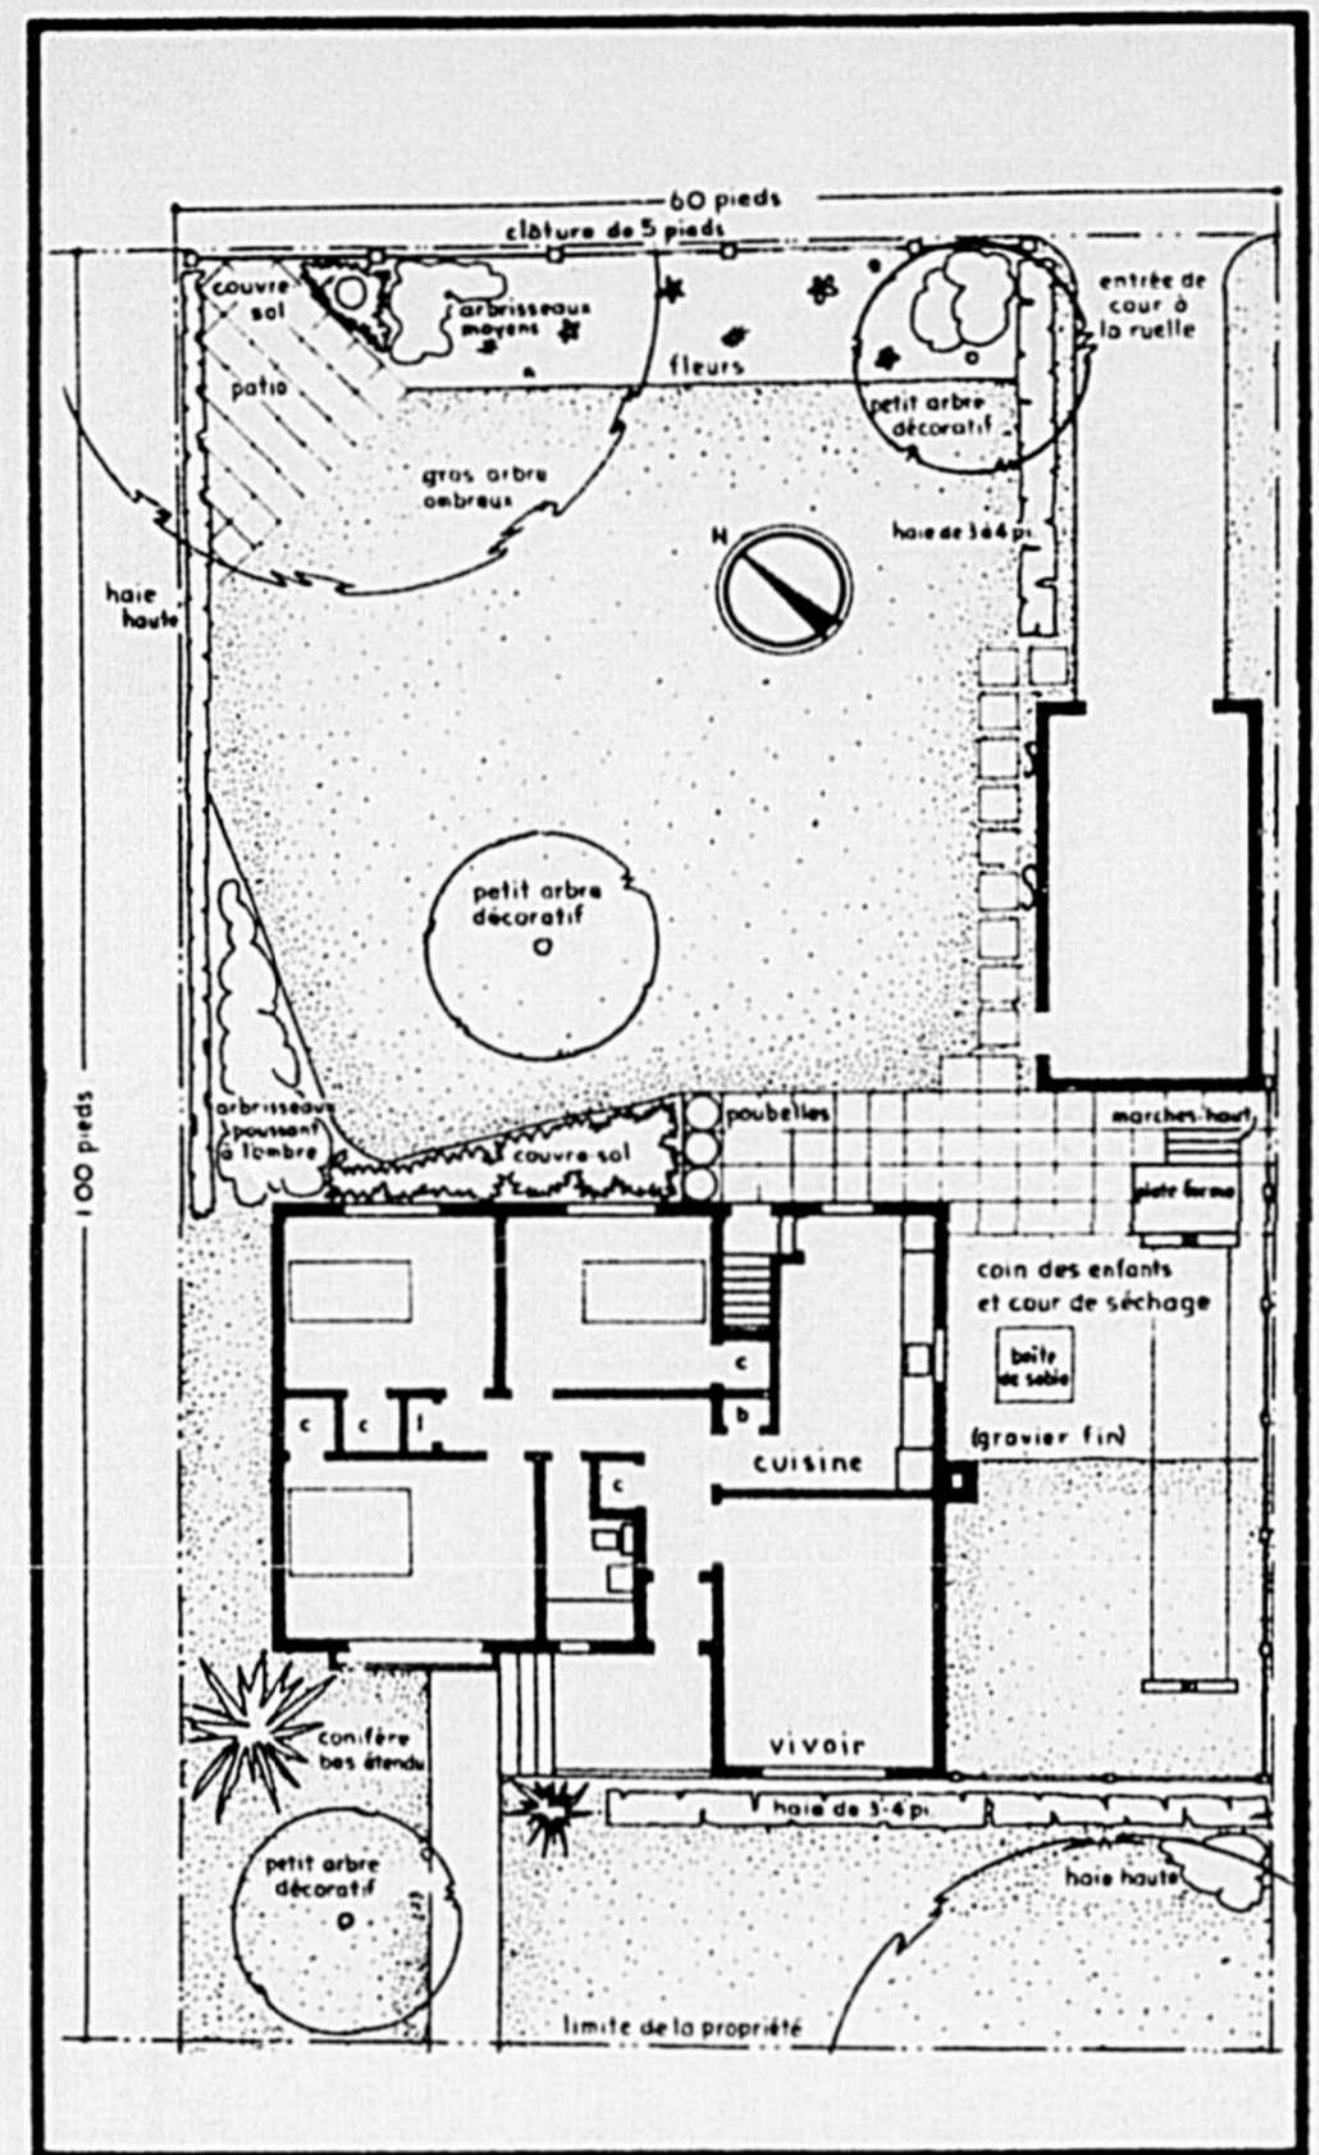 60 pieds
clôture de 5 pieds
couvre
sol
arbrisseaux
moyens
entrée de
cour à
la ruelle
fleurs
patio
petit arbre
décoratif
gros arbre
ombreux
N
haie de 3 à 4 pi.
haie
haute
petit arbre
décoratif
100 pieds
arbrisseaux
poussant
à l'ombre
couvre-sol
poubelles
marches-haut
plate forme
coin des enfants
et cour de séchage
boîte
de sable
(gravier fin)
c
c
c
l
b
c
cuisine
vivoir
conifère
bas étendu
haie de 3-4 pi.
petit arbre
décoratif
haie haute
limite de la propriété